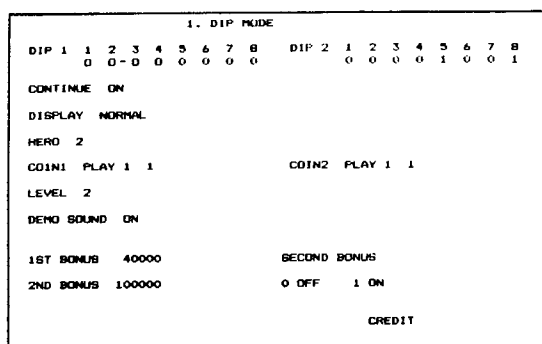 1. DIP MODE
DIP 1 1 2 3 4 5 6 7 8 DIP 2 1 2 3 4 5 6 7 8
0 0-0 0 0 0 0 0 0 0 0 0 1 0 0 1
CONTINUE ON
DISPLAY NORMAL
HERO 2
COIN1 PLAY 1 1 COIN2 PLAY 1 1
LEVEL 2
DEMO SOUND ON
1ST BONUS 40000 SECOND BONUS
2ND BONUS 100000 0 OFF 1 ON
CREDIT